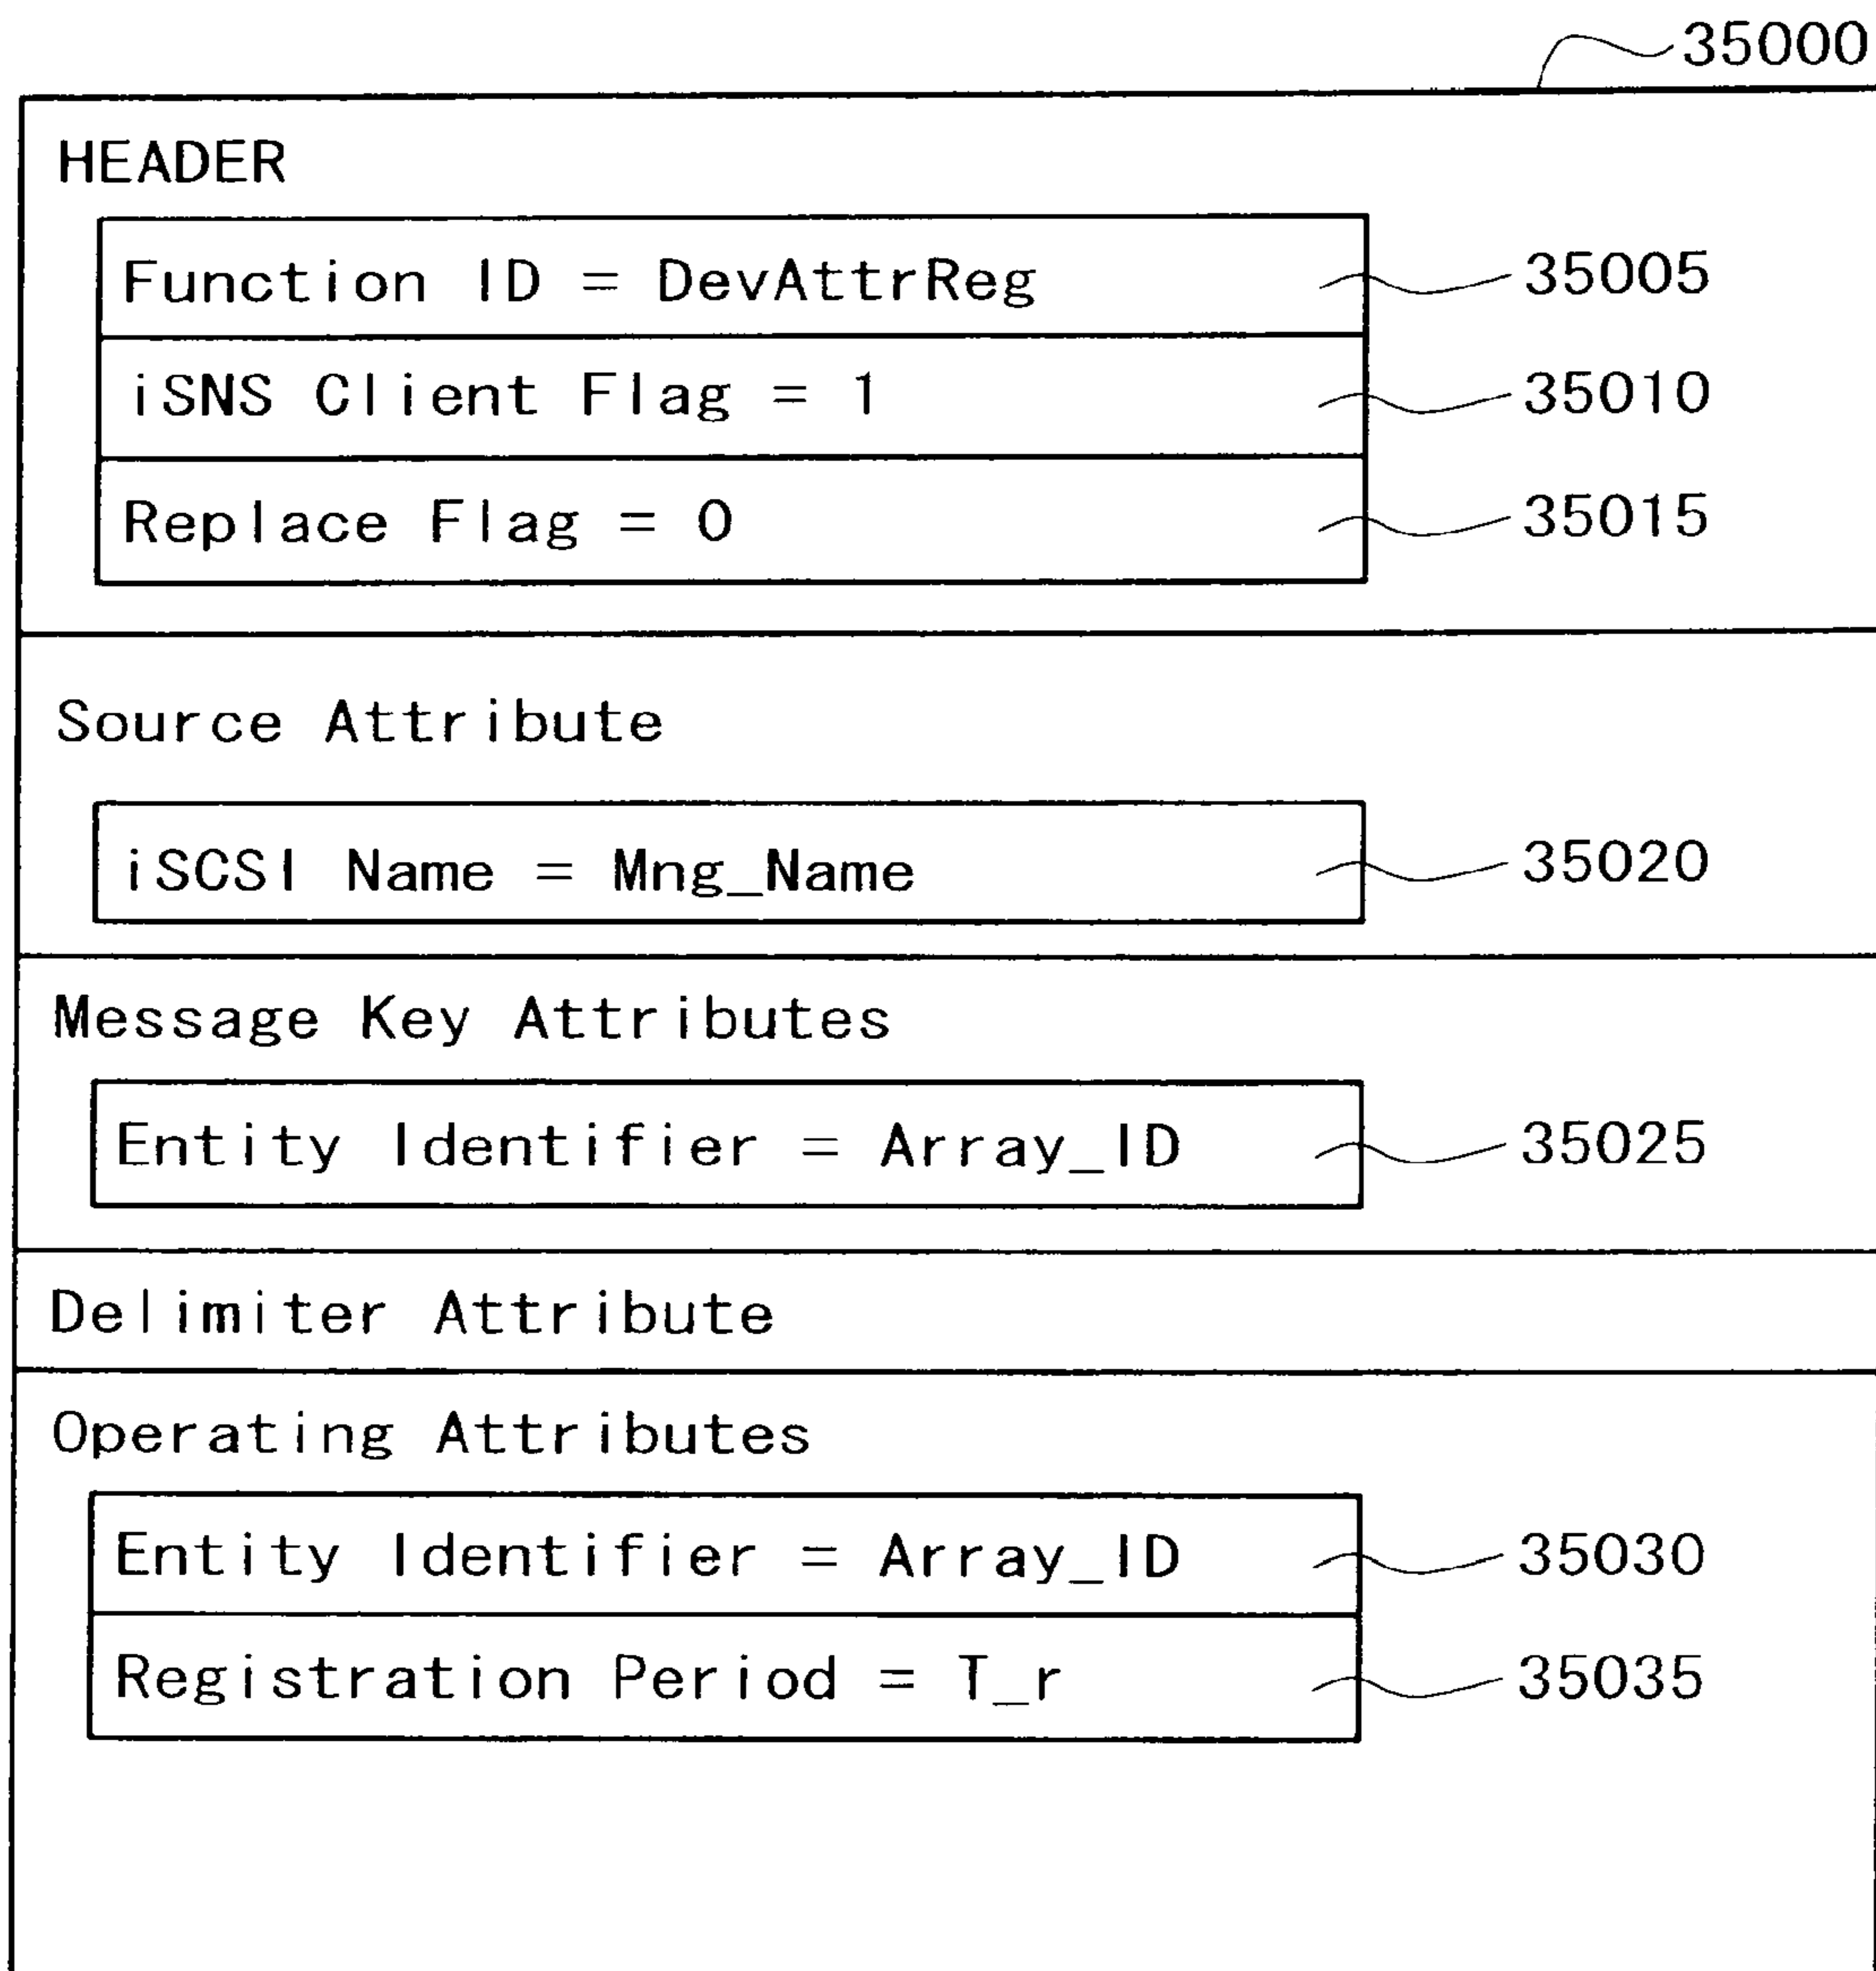 35000
HEADER
Function ID = DevAttrReg 35005
iSNS Client Flag = 1 35010
Replace Flag = 0 35015
Source Attribute
iSCSI Name = Mng_Name 35020
Message Key Attributes
Entity Identifier = Array_ID 35025
Delimiter Attribute
Operating Attributes
Entity Identifier = Array_ID 35030
Registration Period = T_r 35035